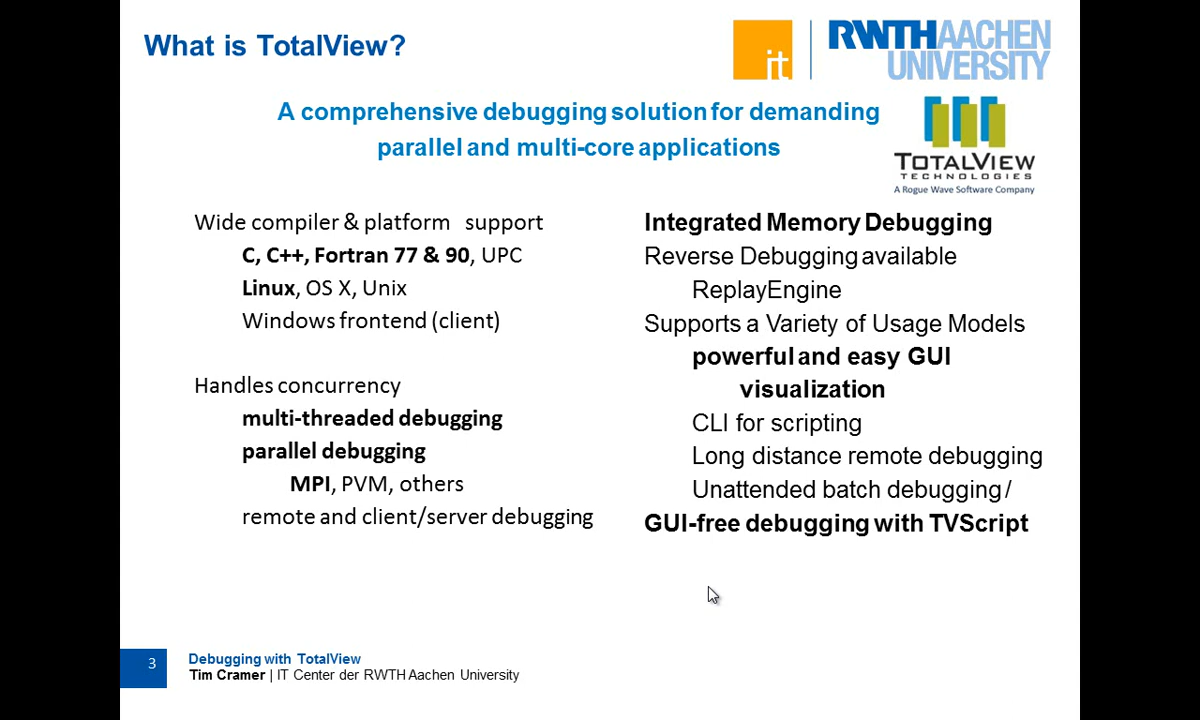 What is TotalView?
it
RWTHAACHEN
UNIVERSITY
A comprehensive debugging solution for demanding
parallel and multi-core applications
TOTALVIEW
TECHNOLOGIES
A Rogue Wave Software Company
Wide compiler & platform support
C, C++, Fortran 77 & 90, UPC
Linux, OS X, Unix
Windows frontend (client)
Handles concurrency
multi-threaded debugging
parallel debugging
MPI, PVM, others
remote and client/server debugging
Integrated Memory Debugging
Reverse Debugging available
ReplayEngine
Supports a Variety of Usage Models
powerful and easy GUI
visualization
CLI for scripting
Long distance remote debugging
Unattended batch debugging /
GUI-free debugging with TVScript
3
Debugging with TotalView
Tim Cramer | IT Center der RWTH Aachen University